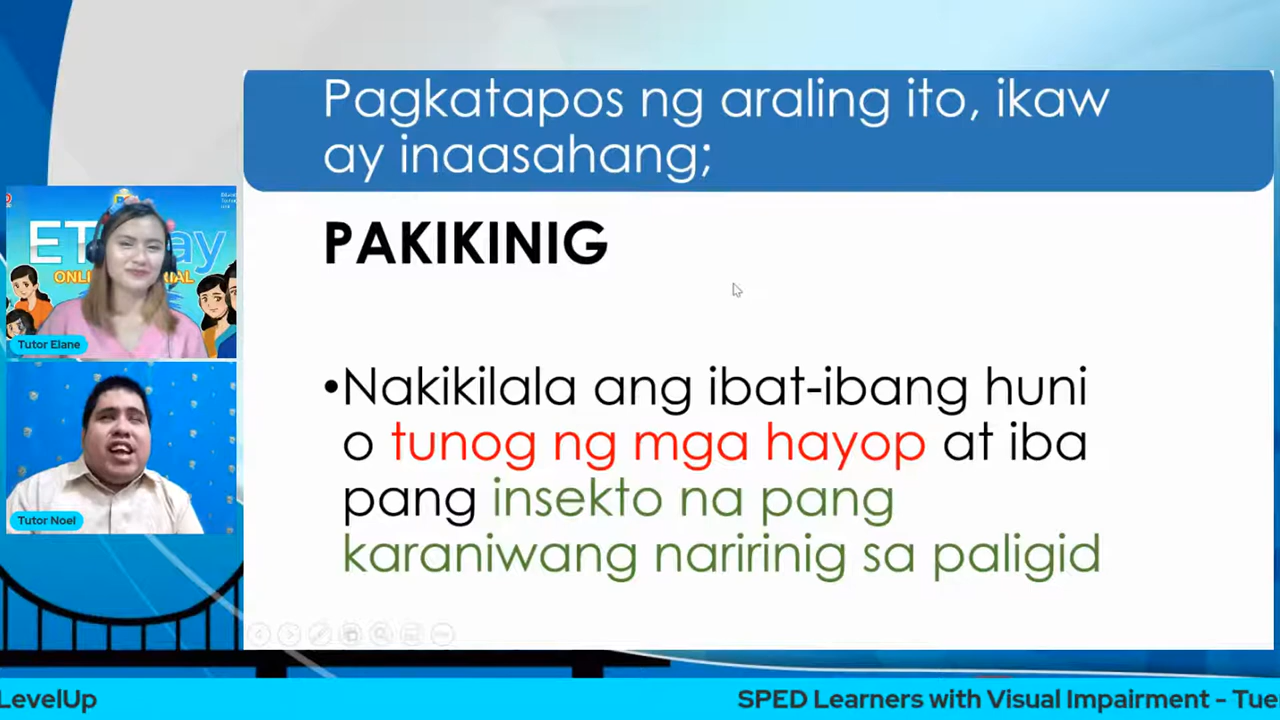 Pagkatapos ng araling ito, ikaw
ay inaasahang;
PAKIKINIG
•Nakikilala ang ibat-ibang huni
o tunog ng mga hayop at iba
pang insekto na pang
karaniwang naririnig sa paligid
Tutor Elane
Tutor Noel
LevelUp
SPED Learners with Visual Impairment - Tue